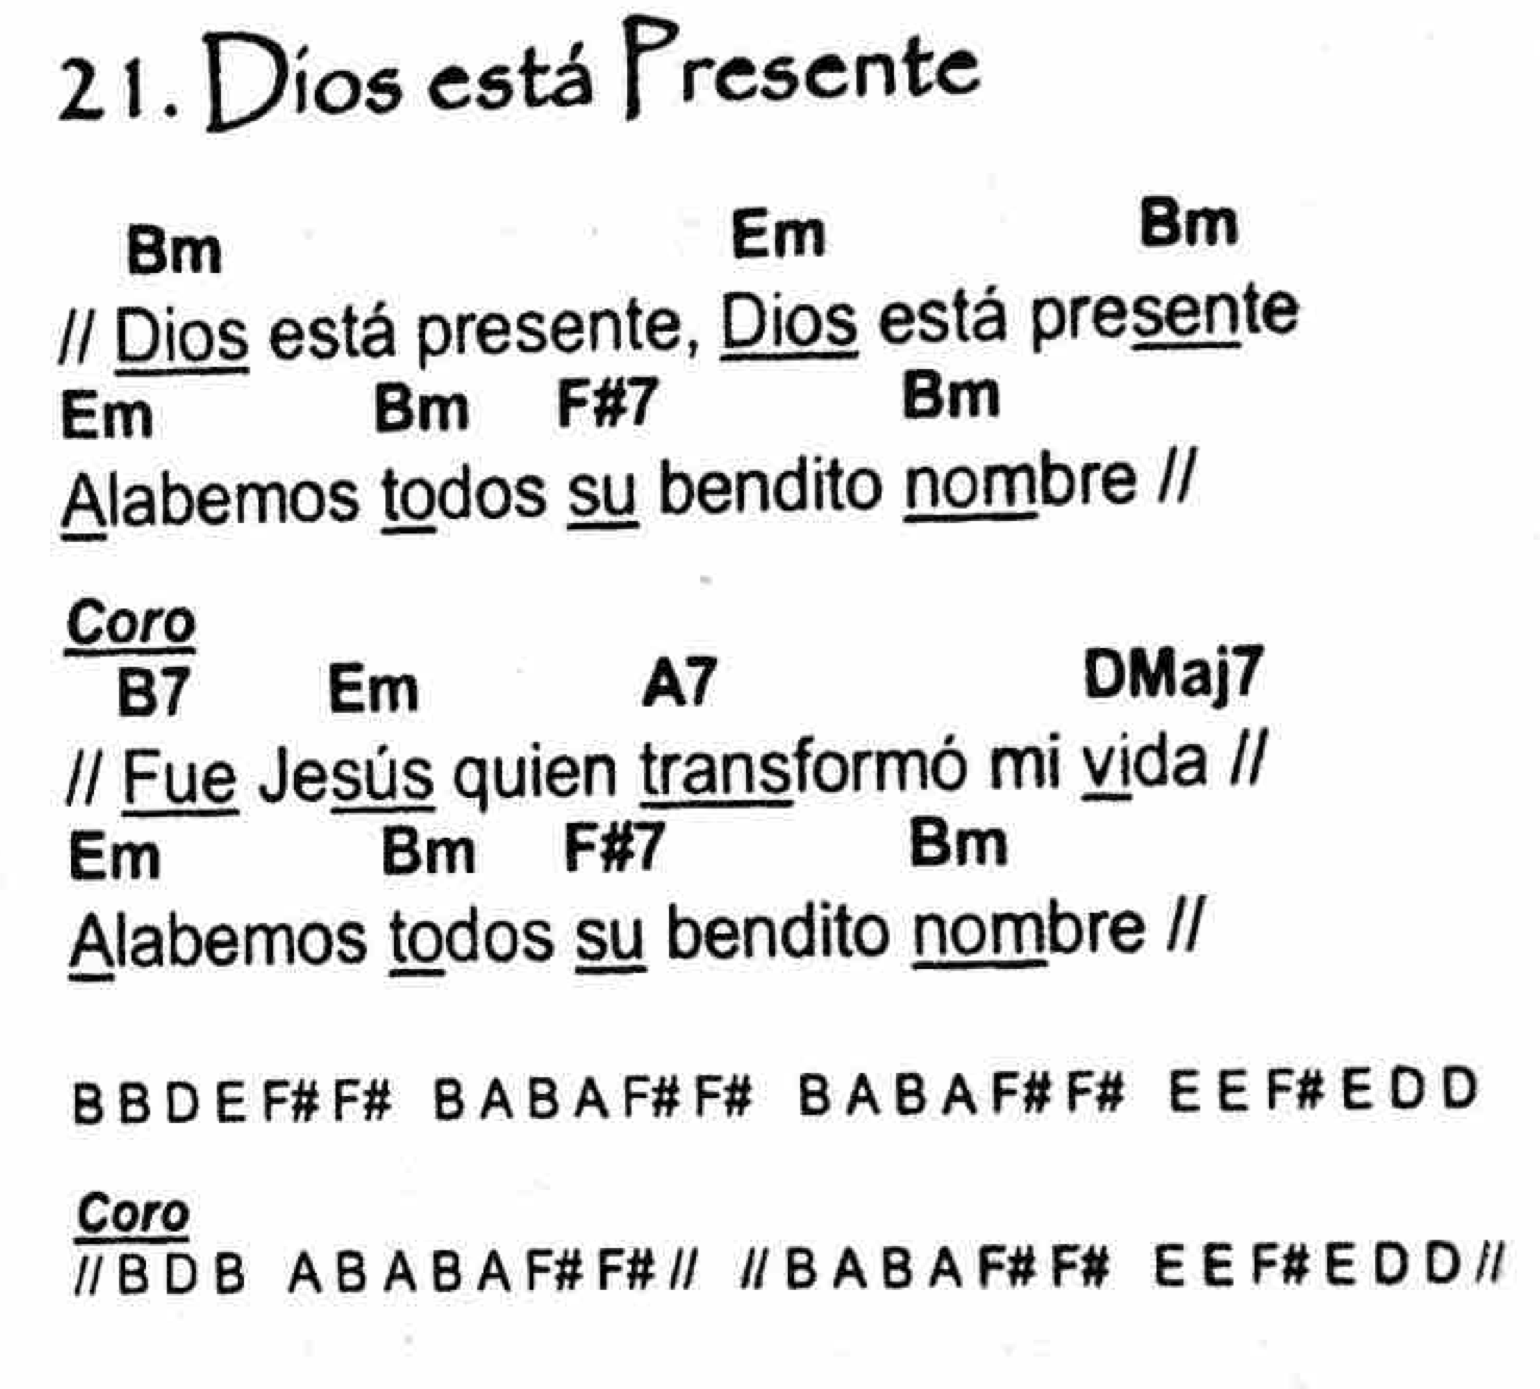 21. Dios está Presente
Bm Em Bm
// Dios está presente, Dios está presente
Em Bm F#7 Bm
Alabemos todos su bendito nombre //
Coro
B7 Em A7 DMaj7
// Fue Jesús quien transformó mi vida //
Em Bm F#7 Bm
Alabemos todos su bendito nombre //
B B D E F# F# B A B A F# F# B A B A F# F# E E F# E D D
Coro
// B D B A B A B A F# F# // // B A B A F# F# E E F# E D D //